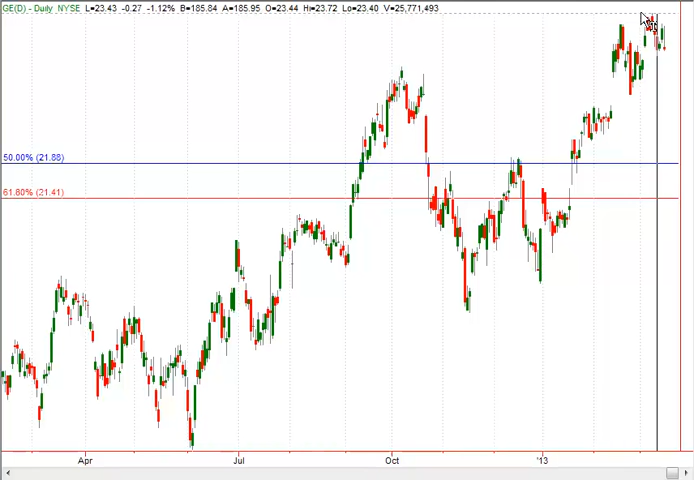 GE(D) - Daily NYSE L=23.43 -0.27 -1.12% B=185.84 A=185.95 O=23.44 Hi=23.72 Lo=23.40 V=25,771,493
50.00% (21.88)
61.80% (21.41)
Apr Jul Oct '13